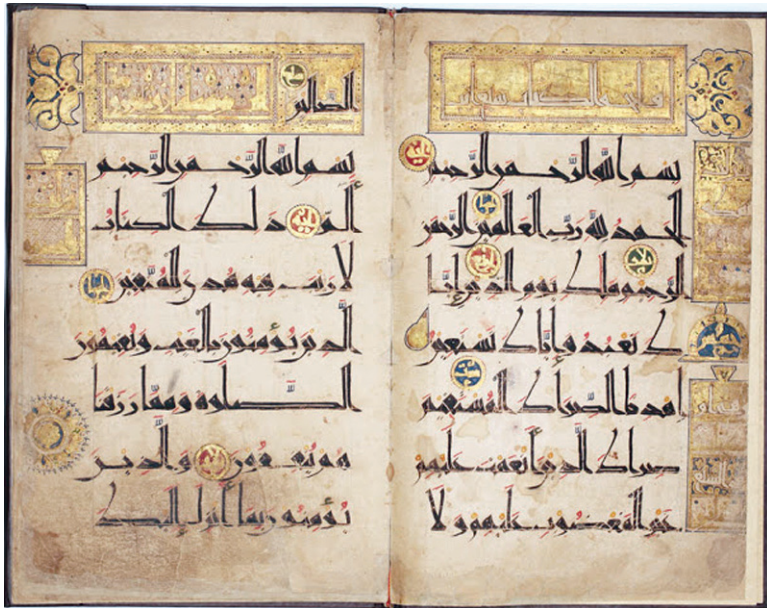 بسم الله الرحمن الرحيم
الحمد لله رب العالمين الرحمن
الرحيم ملك يوم الدين إيا
ك نعبد وإياك نستعين
اهدنا الصراط المستقيم
صراط الذين أنعمت عليهم
غير المغضوب عليهم ولا
الضالين
بسم الله الرحمن الرحيم
الم ذلك الكتاب
لا ريب فيه هدى للمتقين
الذين يؤمنون بالغيب ويقيمون
الصلوة ومما رزقنا
هم ينفقون والذين
يؤمنون بما أنزل إليك